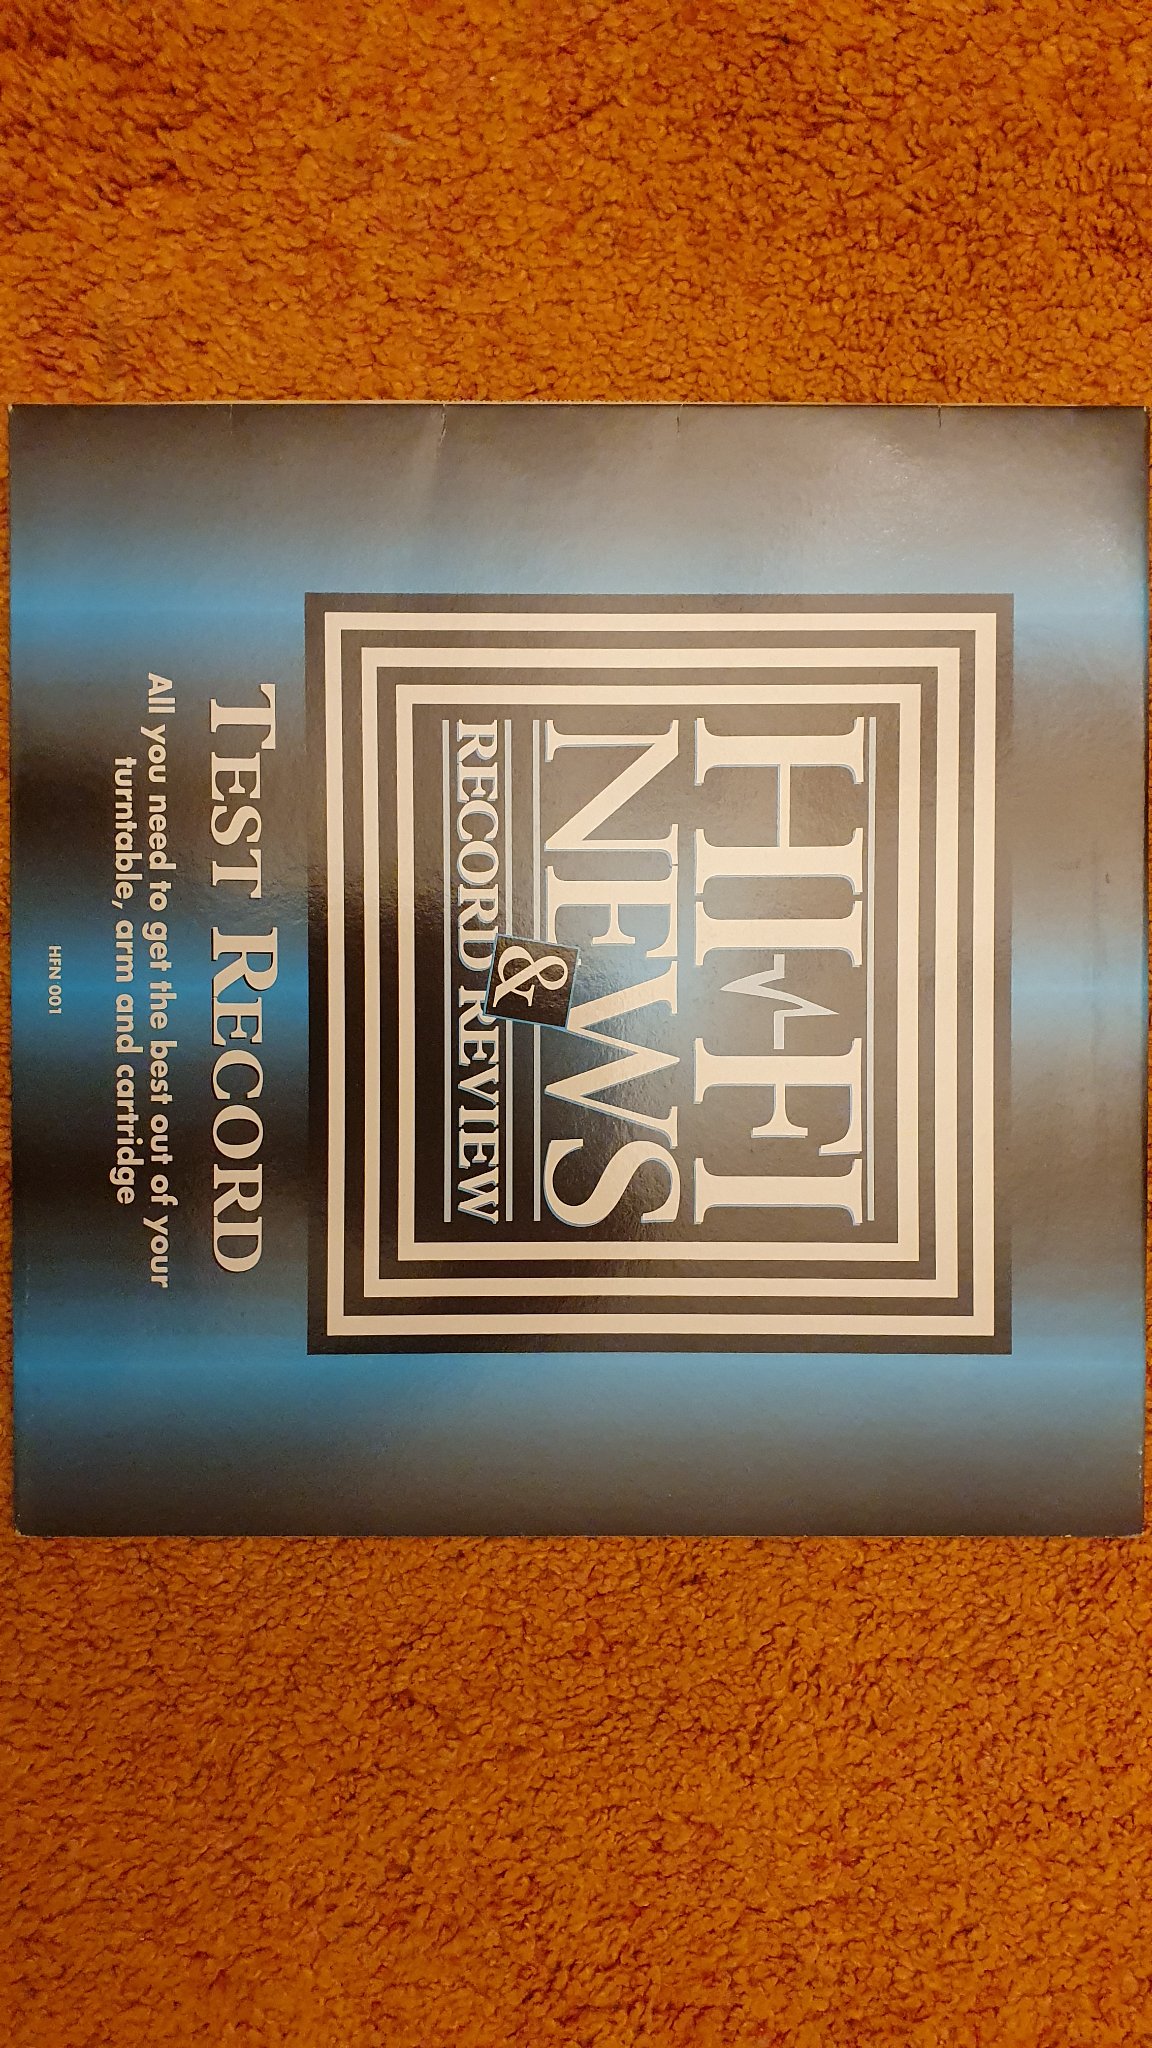 HI-FI
NEWS
&
RECORD REVIEW
TEST RECORD
All you need to get the best out of your
turntable, arm and cartridge
HFN 001